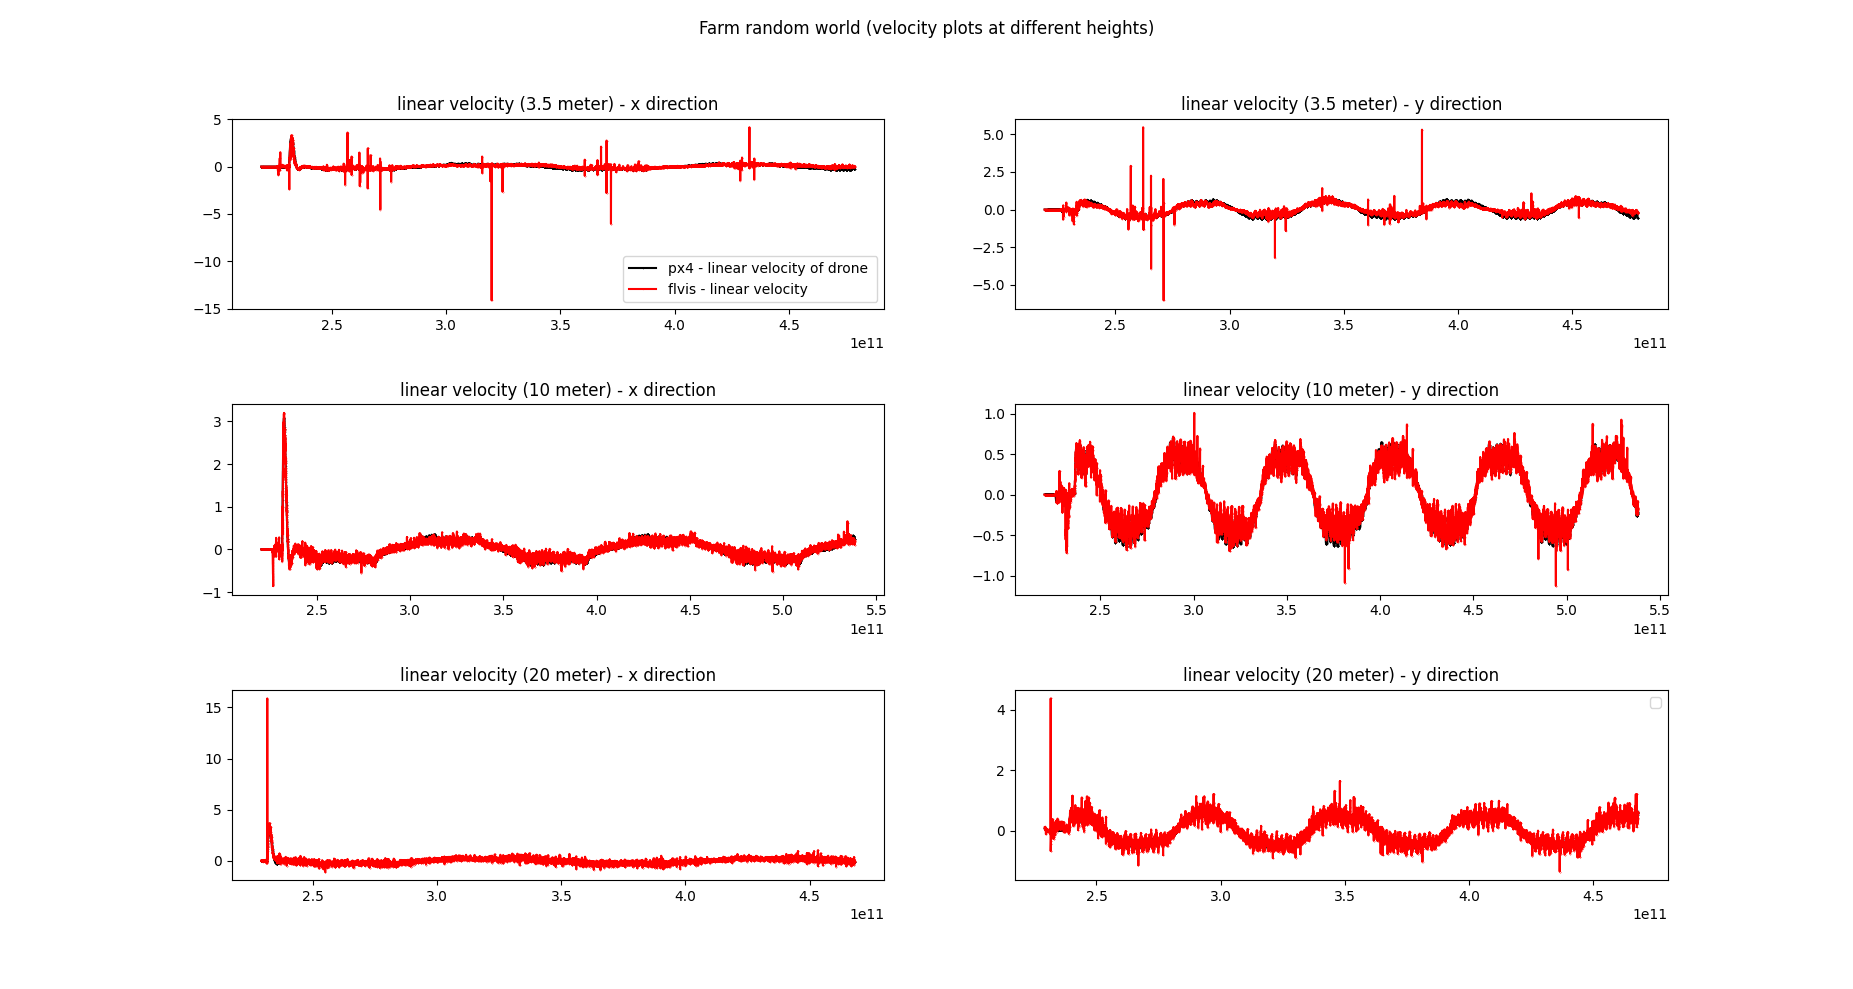 Farm random world (velocity plots at different heights)
linear velocity (3.5 meter) - x direction
5
0
−5
−10
−15
px4 - linear velocity of drone
flvis - linear velocity
2.5 3.0 3.5 4.0 4.5
1e11
linear velocity (3.5 meter) - y direction
5.0
2.5
0.0
−2.5
−5.0
2.5 3.0 3.5 4.0 4.5
1e11
linear velocity (10 meter) - x direction
3
2
1
0
−1
2.5 3.0 3.5 4.0 4.5 5.0 5.5
1e11
linear velocity (10 meter) - y direction
1.0
0.5
0.0
−0.5
−1.0
2.5 3.0 3.5 4.0 4.5 5.0 5.5
1e11
linear velocity (20 meter) - x direction
15
10
5
0
2.5 3.0 3.5 4.0 4.5
1e11
linear velocity (20 meter) - y direction
4
2
0
2.5 3.0 3.5 4.0 4.5
1e11